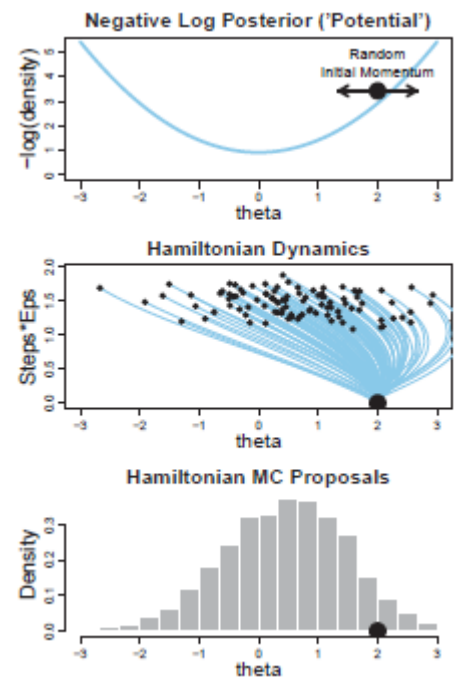 Negative Log Posterior ('Potential')
−log(density)
5
4
3
2
1
0
Random
Initial Momentum
−3 −2 −1 0 1 2 3
theta
Hamiltonian Dynamics
Steps*Eps
2.0
1.5
1.0
0.5
0.0
−3 −2 −1 0 1 2 3
theta
Hamiltonian MC Proposals
Density
0.3
0.2
0.1
0.0
−3 −2 −1 0 1 2 3
theta